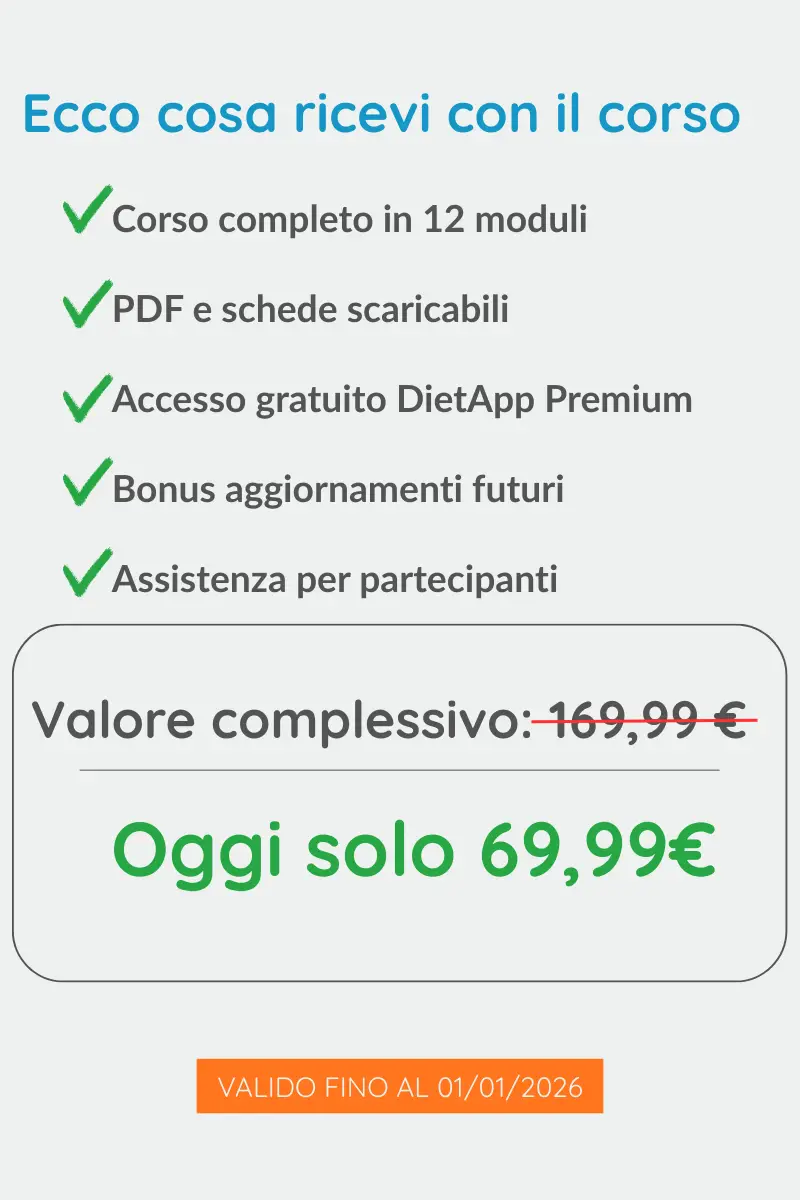 Ecco cosa ricevi con il corso
Corso completo in 12 moduli
PDF e schede scaricabili
Accesso gratuito DietApp Premium
Bonus aggiornamenti futuri
Assistenza per partecipanti
Valore complessivo: 169,99 €
Oggi solo 69,99€
VALIDO FINO AL 01/01/2026